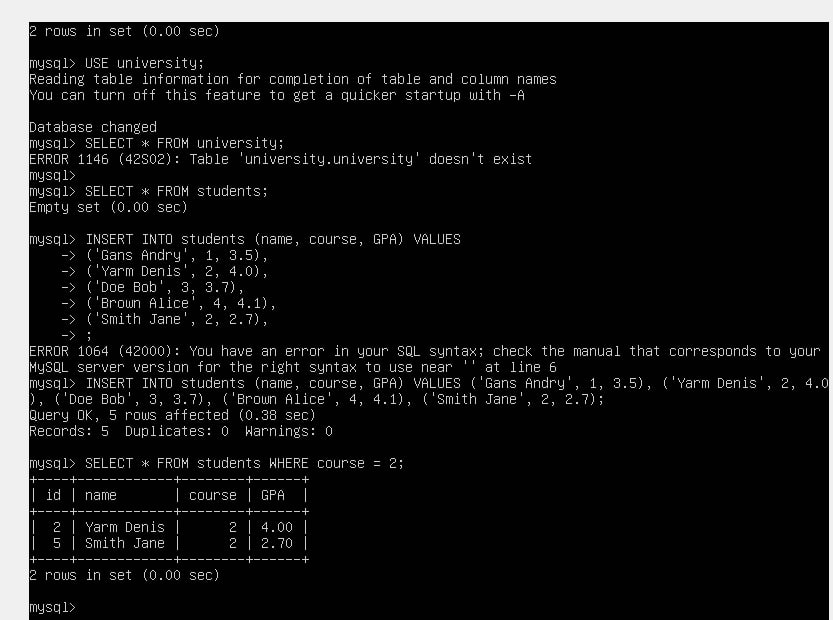 2 rows in set (0.00 sec)
mysql> USE university;
Reading table information for completion of table and column names
You can turn off this feature to get a quicker startup with -A
Database changed
mysql> SELECT * FROM university;
ERROR 1146 (42S02): Table 'university.university' doesn't exist
mysql>
mysql> SELECT * FROM students;
Empty set (0.00 sec)
mysql> INSERT INTO students (name, course, GPA) VALUES
    -> ('Gans Andry', 1, 3.5),
    -> ('Yarm Denis', 2, 4.0),
    -> ('Doe Bob', 3, 3.7),
    -> ('Brown Alice', 4, 4.1),
    -> ('Smith Jane', 2, 2.7),
    -> ;
ERROR 1064 (42000): You have an error in your SQL syntax; check the manual that corresponds to your
MySQL server version for the right syntax to use near '' at line 6
mysql> INSERT INTO students (name, course, GPA) VALUES ('Gans Andry', 1, 3.5), ('Yarm Denis', 2, 4.0
), ('Doe Bob', 3, 3.7), ('Brown Alice', 4, 4.1), ('Smith Jane', 2, 2.7);
Query OK, 5 rows affected (0.38 sec)
Records: 5  Duplicates: 0  Warnings: 0
mysql> SELECT * FROM students WHERE course = 2;
+----+------------+--------+------+
| id | name       | course | GPA  |
+----+------------+--------+------+
|  2 | Yarm Denis |      2 | 4.00 |
|  5 | Smith Jane |      2 | 2.70 |
+----+------------+--------+------+
2 rows in set (0.00 sec)
mysql>